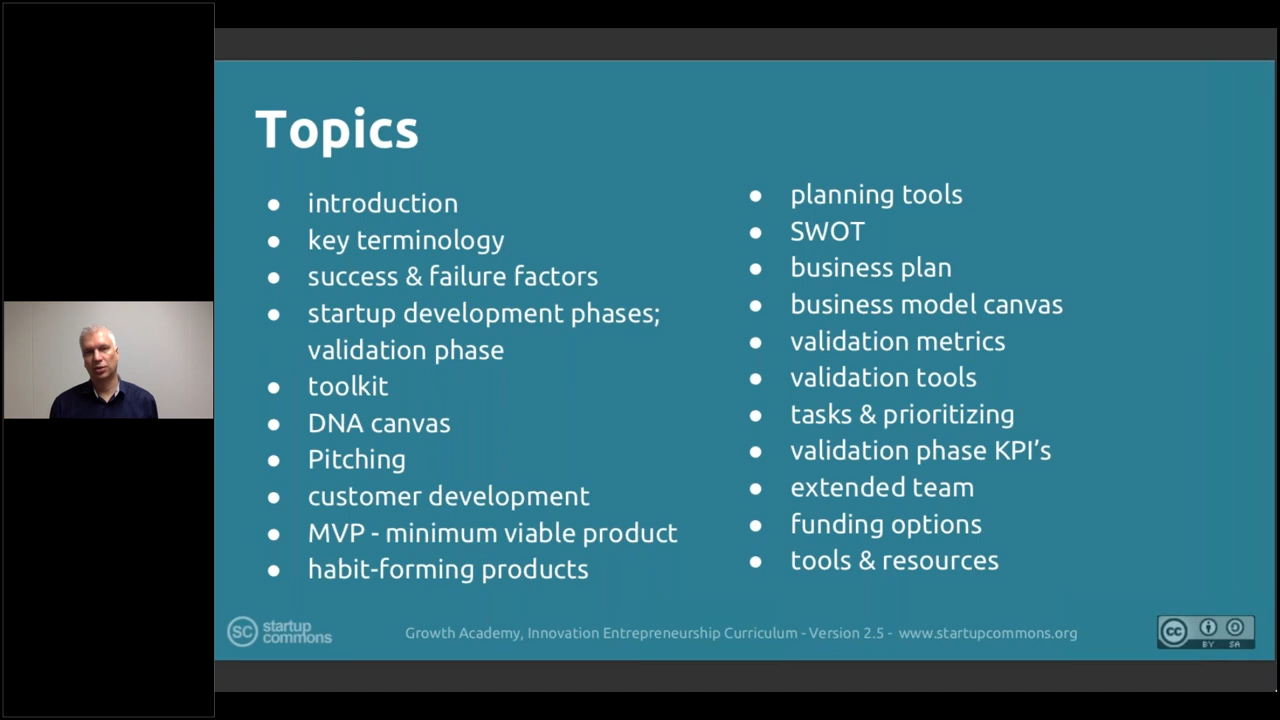 Topics
● introduction
● key terminology
● success & failure factors
● startup development phases;
validation phase
● toolkit
● DNA canvas
● Pitching
● customer development
● MVP - minimum viable product
● habit-forming products
● planning tools
● SWOT
● business plan
● business model canvas
● validation metrics
● validation tools
● tasks & prioritizing
● validation phase KPI's
● extended team
● funding options
● tools & resources
SC startup
commons
Growth Academy, Innovation Entrepreneurship Curriculum - Version 2.5 - www.startupcommons.org
cc
BY SA